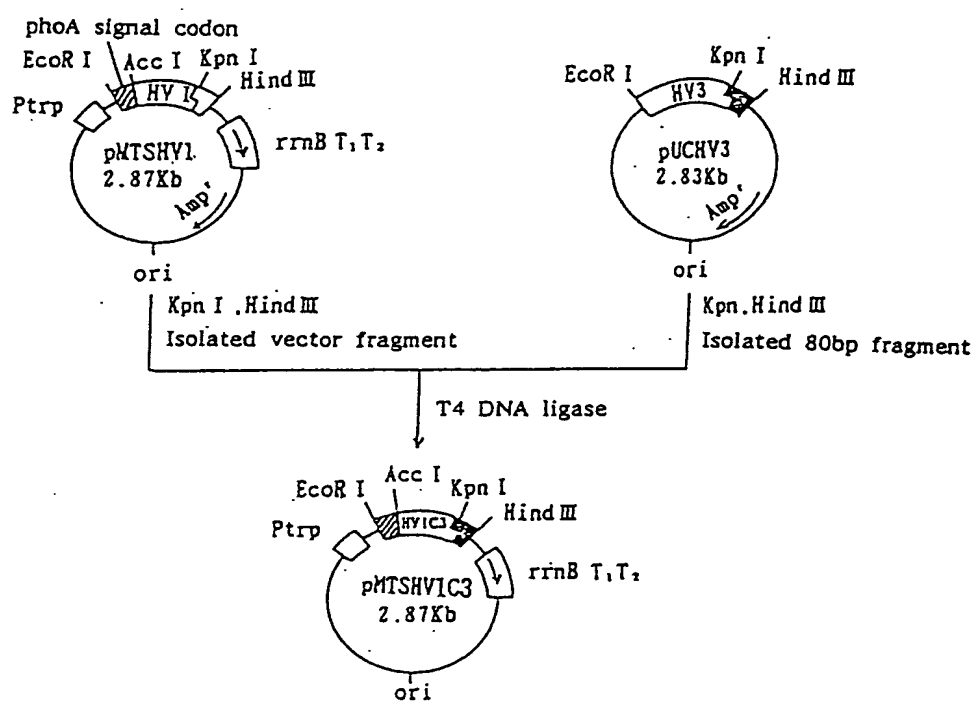 phoA signal codon
EcoR I Acc I Kpn I
Hind III
HV 1
Ptrp
rrnB T₁T₂
pMTSHV1
2.87Kb
Ampʳ
ori
Kpn I
EcoR I
Hind III
HV3
pUCHV3
2.83Kb
Ampʳ
ori
Kpn I .Hind III
Isolated vector fragment
Kpn.Hind III
Isolated 80bp fragment
T4 DNA ligase
Acc I
EcoR I
Kpn I
Hind III
HV1C3
Ptrp
rrnB T₁T₂
pMTSHV1C3
2.87Kb
ori